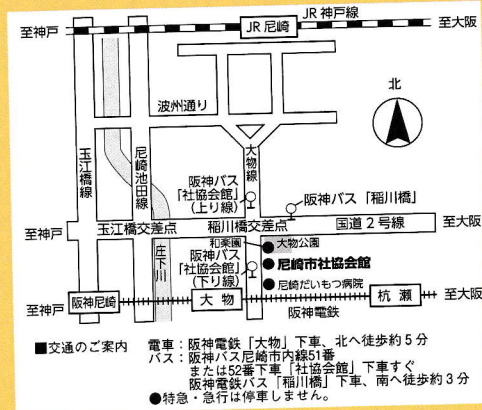 JR神戸線
至神戸
JR尼崎
至大阪
北
波州通り
玉江橋線
尼崎池田線
大物線
阪神バス
「社協会館」
(上り線)
阪神バス「稲川橋」
至神戸
玉江橋交差点
稲川橋交差点
国道2号線
至大阪
庄下川
和楽園
大物公園
阪神バス
「社協会館」
(下り線)
●尼崎市社協会館
●尼崎だいもつ病院
至神戸
阪神尼崎
大物
杭瀬
至大阪
阪神電鉄
■交通のご案内
電車:阪神電鉄「大物」下車、北へ徒歩約5分
バス:阪神バス尼崎市内線51番
または52番下車「社協会館」下車すぐ
阪神電鉄バス「稲川橋」下車、南へ徒歩約3分
●特急・急行は停車しません。